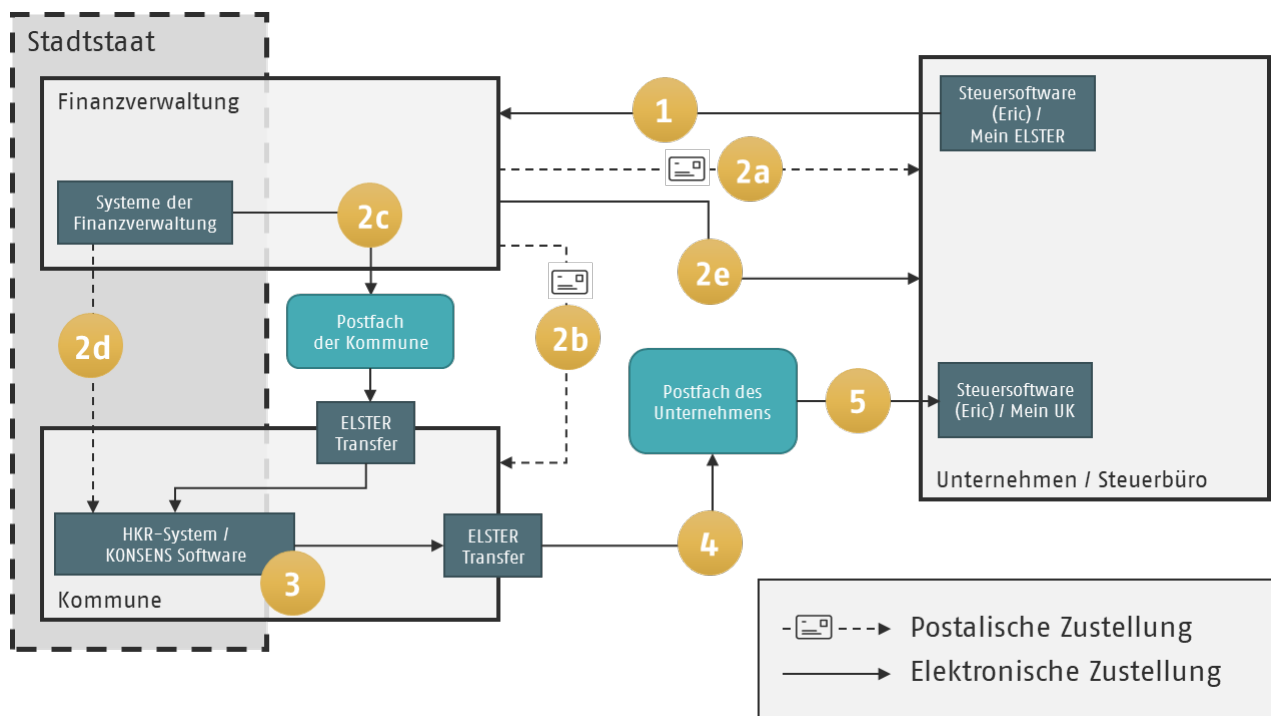 Stadtstaat
Finanzverwaltung
Systeme der
Finanzverwaltung
1
2a
2c
2e
2b
2d
Steuersoftware
(Eric) /
Mein ELSTER
Postfach
der Kommune
ELSTER
Transfer
Postfach des
Unternehmens
5
Steuersoftware
(Eric) / Mein UK
Unternehmen / Steuerbüro
HKR-System /
KONSENS Software
3
Kommune
ELSTER
Transfer
4
Postalische Zustellung
Elektronische Zustellung